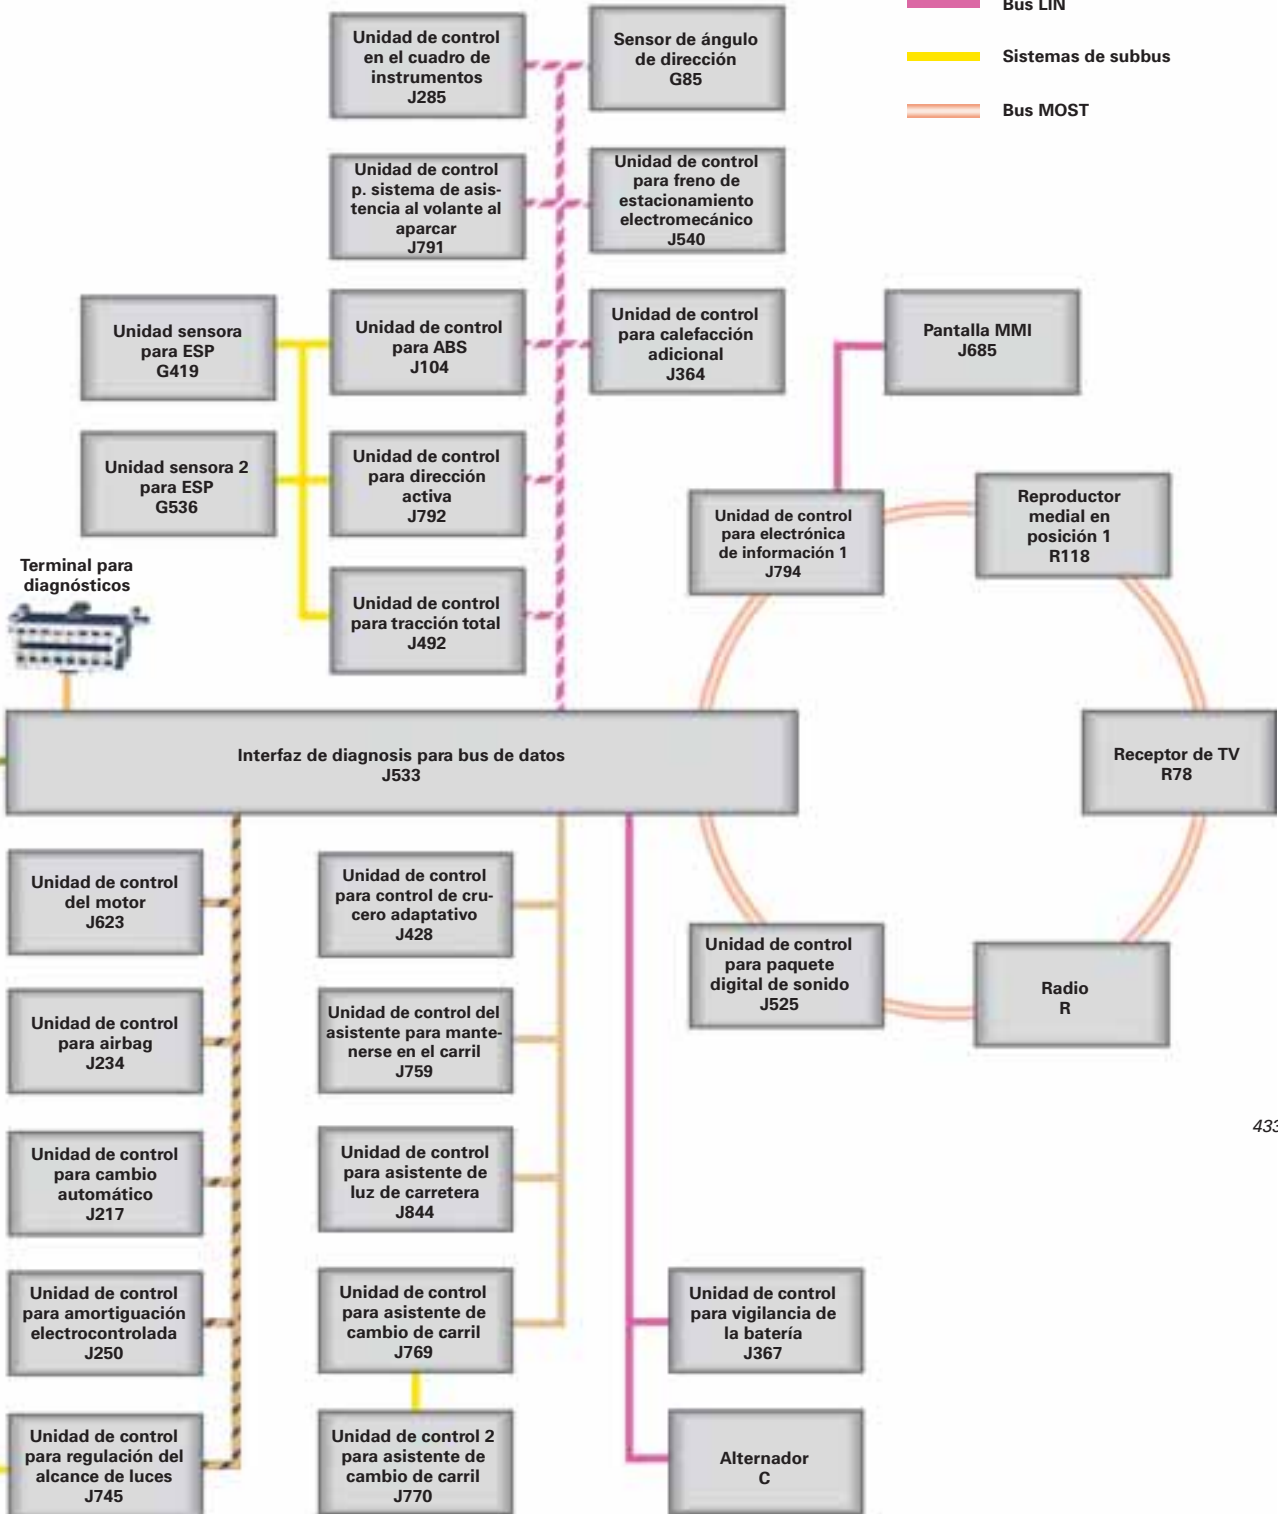 Bus LIN
Sistemas de subbus
Bus MOST
Unidad de control
en el cuadro de
instrumentos
J285
Sensor de ángulo
de dirección
G85
Unidad de control
p. sistema de asis-
tencia al volante al
aparcar
J791
Unidad de control
para freno de
estacionamiento
electromecánico
J540
Unidad sensora
para ESP
G419
Unidad de control
para ABS
J104
Unidad de control
para calefacción
adicional
J364
Pantalla MMI
J685
Unidad sensora 2
para ESP
G536
Unidad de control
para dirección
activa
J792
Unidad de control
para electrónica
de información 1
J794
Reproductor
medial en
posición 1
R118
Terminal para
diagnósticos
Unidad de control
para tracción total
J492
Interfaz de diagnosis para bus de datos
J533
Receptor de TV
R78
Unidad de control
del motor
J623
Unidad de control
para control de cru-
cero adaptativo
J428
Unidad de control
para paquete
digital de sonido
J525
Radio
R
Unidad de control
para airbag
J234
Unidad de control del
asistente para mante-
nerse en el carril
J759
433
Unidad de control
para cambio
automático
J217
Unidad de control
para asistente de
luz de carretera
J844
Unidad de control
para amortiguación
electrocontrolada
J250
Unidad de control
para asistente de
cambio de carril
J769
Unidad de control
para vigilancia de
la batería
J367
Unidad de control
para regulación del
alcance de luces
J745
Unidad de control 2
para asistente de
cambio de carril
J770
Alternador
C